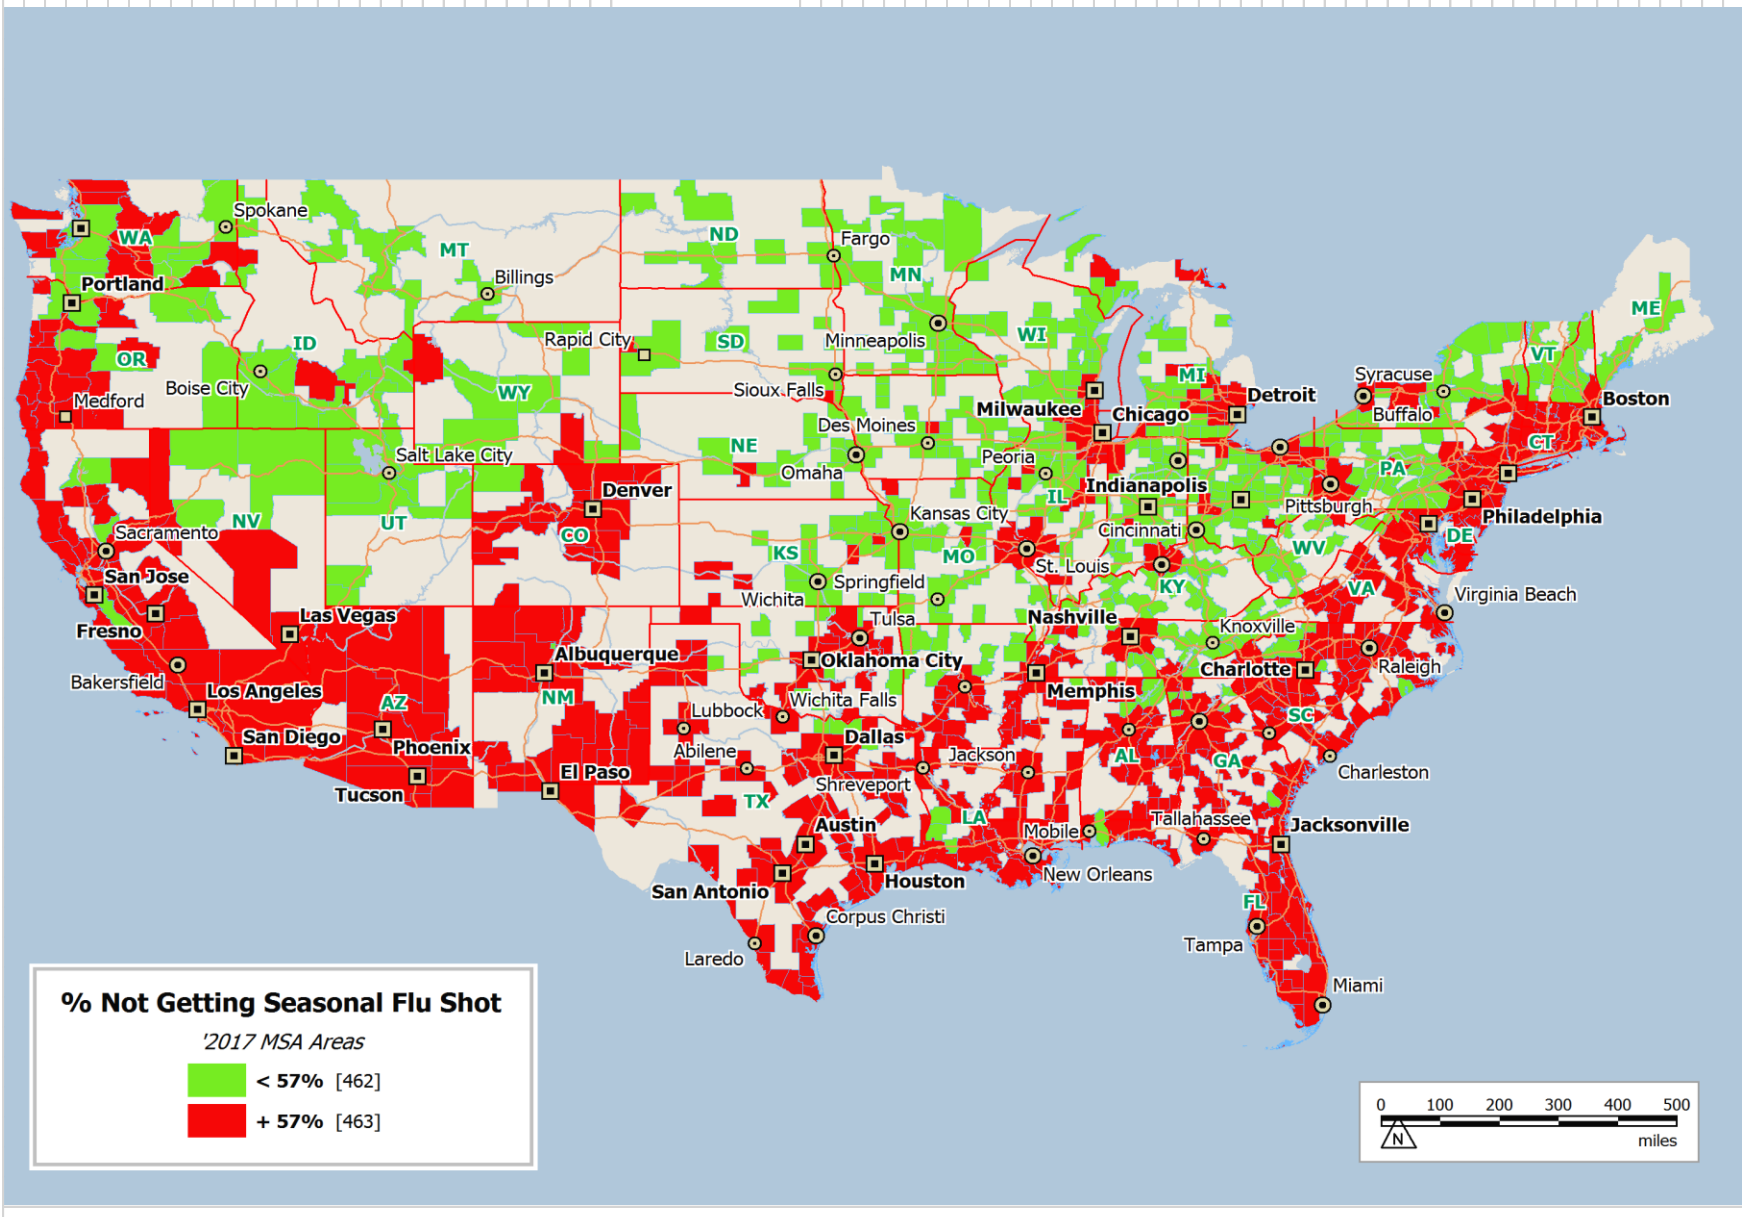 Spokane
WA
MT
ND
Fargo
MN
Billings
Portland
ME
ID
Rapid City
SD
Minneapolis
WI
VT
OR
Boise City
WY
Sioux Falls
MI
Syracuse
Medford
Milwaukee
Chicago
Detroit
Buffalo
Boston
Des Moines
CT
Salt Lake City
NE
Omaha
Peoria
PA
Denver
IL
Indianapolis
Pittsburgh
NV
UT
Kansas City
Philadelphia
Sacramento
CO
Cincinnati
DE
KS
MO
WV
San Jose
St. Louis
Springfield
KY
VA
Wichita
Virginia Beach
Las Vegas
Fresno
Tulsa
Nashville
Knoxville
Albuquerque
Oklahoma City
Charlotte
Raleigh
Bakersfield
Los Angeles
AZ
NM
Wichita Falls
Memphis
Lubbock
SC
San Diego
Phoenix
Abilene
Dallas
Jackson
AL
GA
Charleston
El Paso
Tucson
Shreveport
TX
LA
Austin
Mobile
Tallahassee
Jacksonville
San Antonio
Houston
New Orleans
FL
Corpus Christi
Laredo
Tampa
Miami
% Not Getting Seasonal Flu Shot
'2017 MSA Areas
< 57% [462]
+ 57% [463]
0 100 200 300 400 500
N
miles